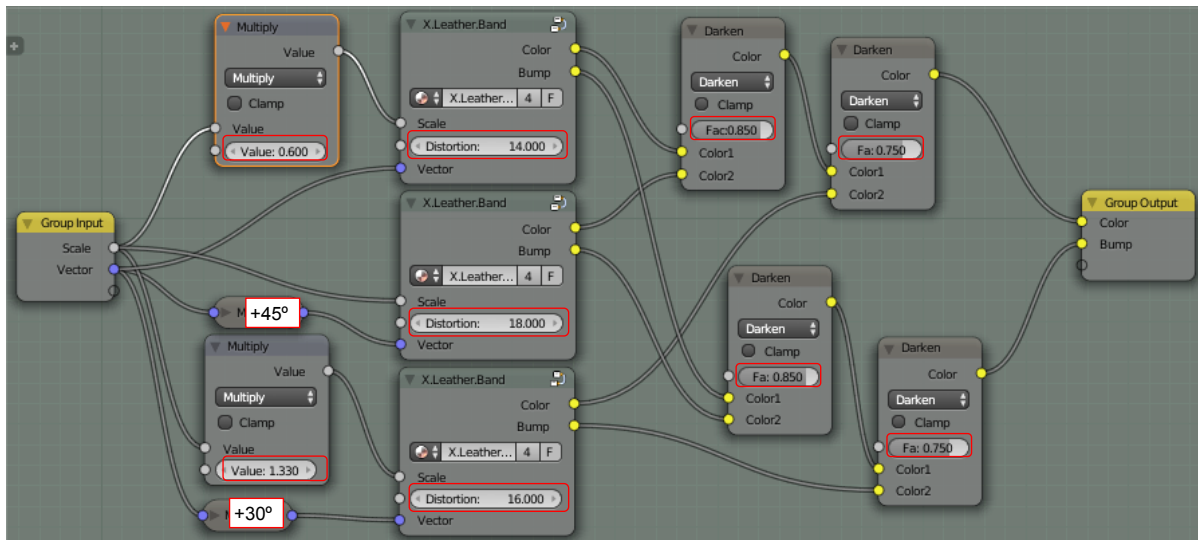 Group Input
Scale
Vector
Multiply
Value
Multiply
Clamp
Value
Value: 0.600
M +45º
Multiply
Value
Multiply
Clamp
Value
Value: 1.330
M +30º
X.Leather.Band
Color
Bump
X.Leather... 4 F
Scale
Distortion: 14.000
Vector
X.Leather.Band
Color
Bump
X.Leather... 4 F
Scale
Distortion: 18.000
Vector
X.Leather.Band
Color
Bump
X.Leather... 4 F
Scale
Distortion: 16.000
Vector
Darken
Color
Darken
Clamp
Fac:0.850
Color1
Color2
Darken
Color
Darken
Clamp
Fa: 0.750
Color1
Color2
Darken
Color
Darken
Clamp
Fa: 0.850
Color1
Color2
Darken
Color
Darken
Clamp
Fa: 0.750
Color1
Color2
Group Output
Color
Bump